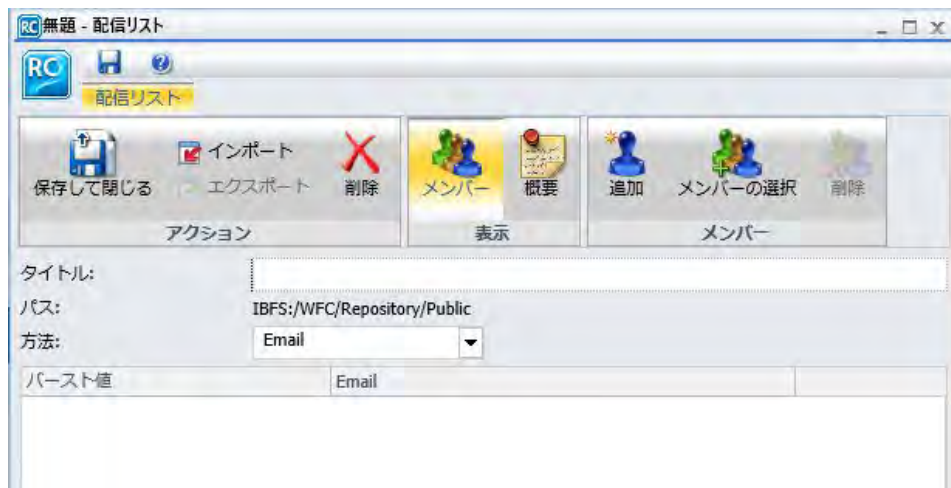 RC 無題 - 配信リスト
RC
配信リスト
保存して閉じる
インポート
エクスポート
削除
アクション
メンバー
概要
表示
追加
メンバーの選択
削除
メンバー
タイトル:
パス: IBFS:/WFC/Repository/Public
方法: Email
バースト値 Email